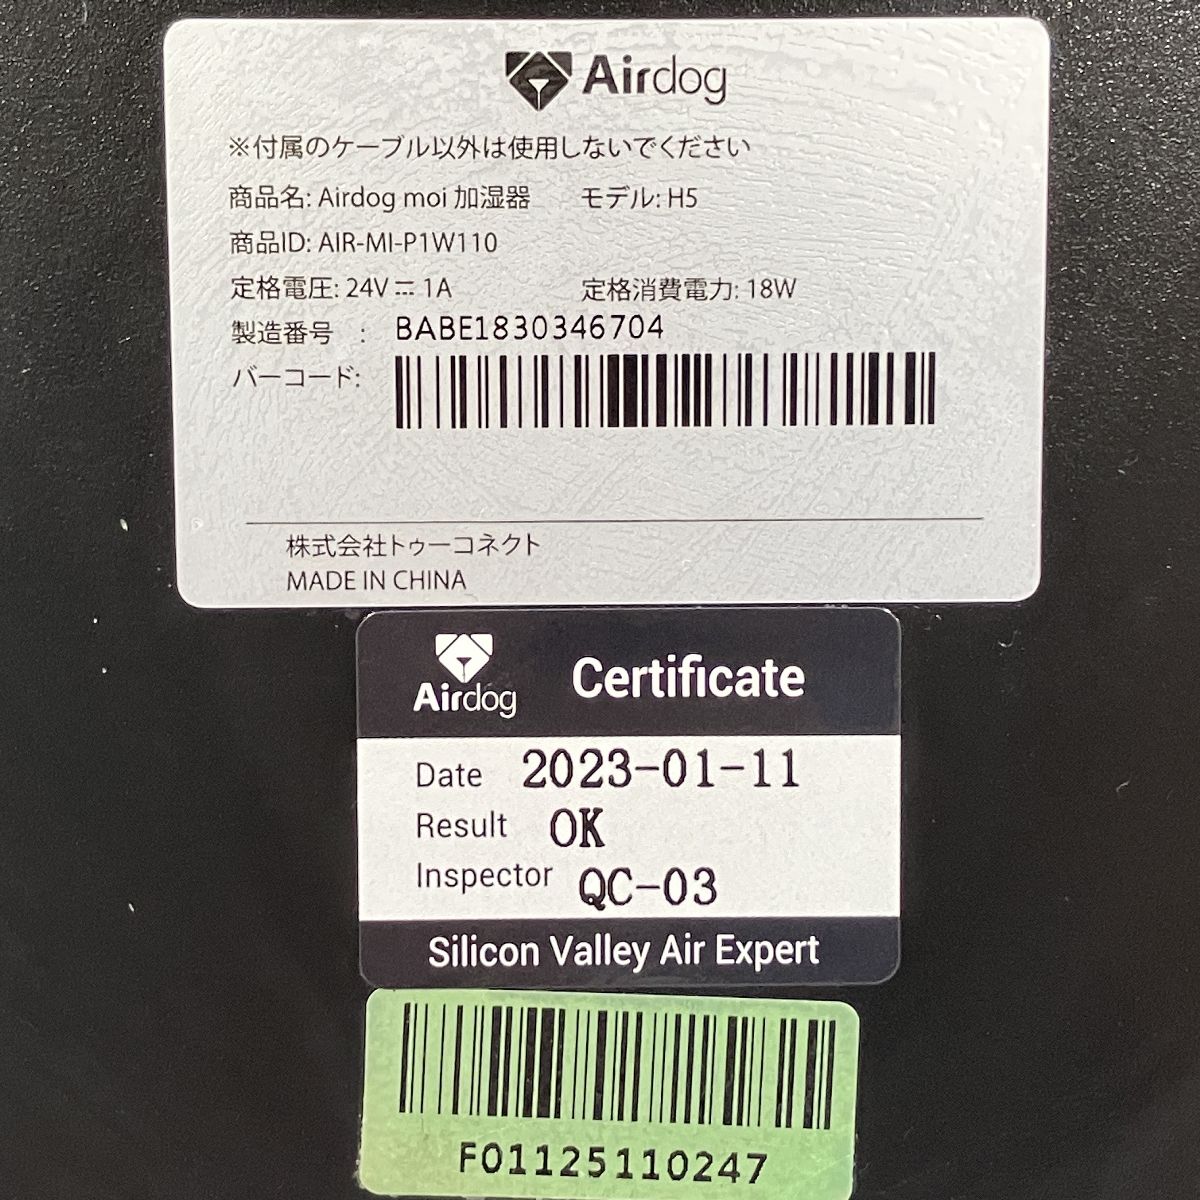 Airdog
※付属のケーブル以外は使用しないでください
商品名: Airdog moi 加湿器 モデル: H5
商品ID: AIR-MI-P1W110
定格電圧: 24V⎓1A 定格消費電力: 18W
製造番号 : BABE1830346704
バーコード:
株式会社トゥーコネクト
MADE IN CHINA
Airdog Certificate
Date 2023-01-11
Result OK
Inspector QC-03
Silicon Valley Air Expert
F01125110247